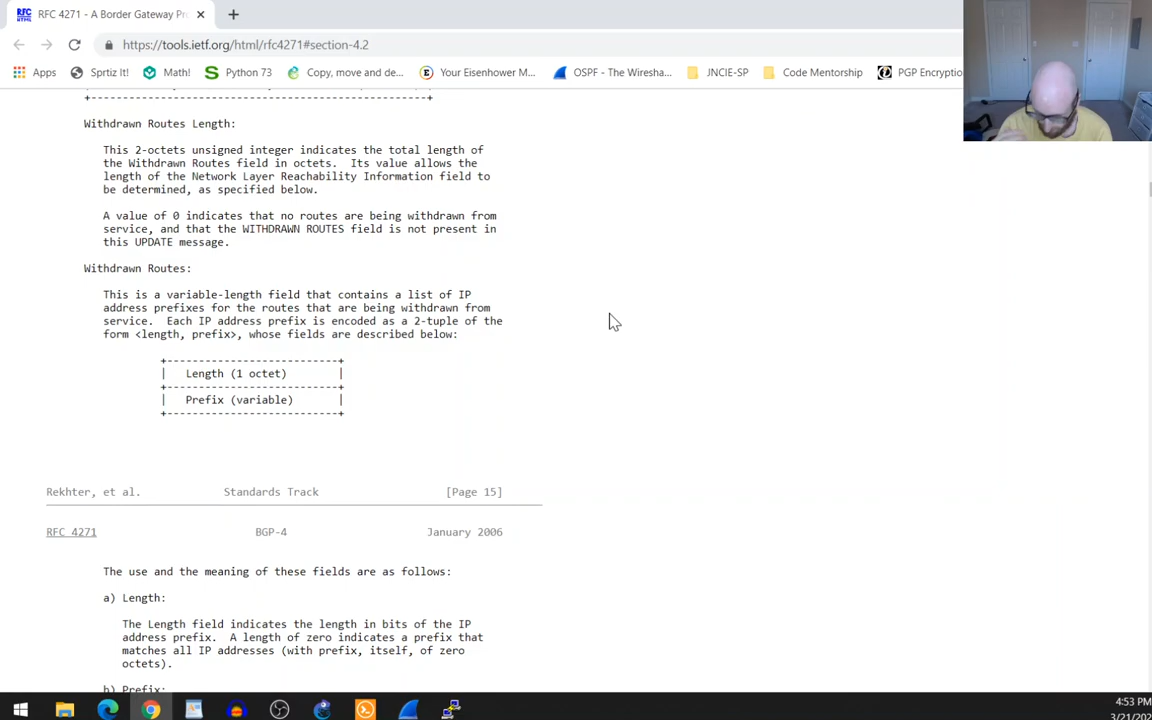 RFC 4271 - A Border Gateway Pr
https://tools.ietf.org/html/rfc4271#section-4.2
Apps Sprtiz It! Math! Python 73 Copy, move and de... Your Eisenhower M... OSPF - The Wiresha... JNCIE-SP Code Mentorship PGP Encryptio
+-----------------------------------------------------+
Withdrawn Routes Length:
This 2-octets unsigned integer indicates the total length of
the Withdrawn Routes field in octets.  Its value allows the
length of the Network Layer Reachability Information field to
be determined, as specified below.
A value of 0 indicates that no routes are being withdrawn from
service, and that the WITHDRAWN ROUTES field is not present in
this UPDATE message.
Withdrawn Routes:
This is a variable-length field that contains a list of IP
address prefixes for the routes that are being withdrawn from
service.  Each IP address prefix is encoded as a 2-tuple of the
form <length, prefix>, whose fields are described below:
+---------------------------+
|   Length (1 octet)        |
+---------------------------+
|   Prefix (variable)       |
+---------------------------+
Rekhter, et al. Standards Track [Page 15]
RFC 4271 BGP-4 January 2006
The use and the meaning of these fields are as follows:
a) Length:
The Length field indicates the length in bits of the IP
address prefix.  A length of zero indicates a prefix that
matches all IP addresses (with prefix, itself, of zero
octets).
b) Prefix:
4:53 PM
3/21/202